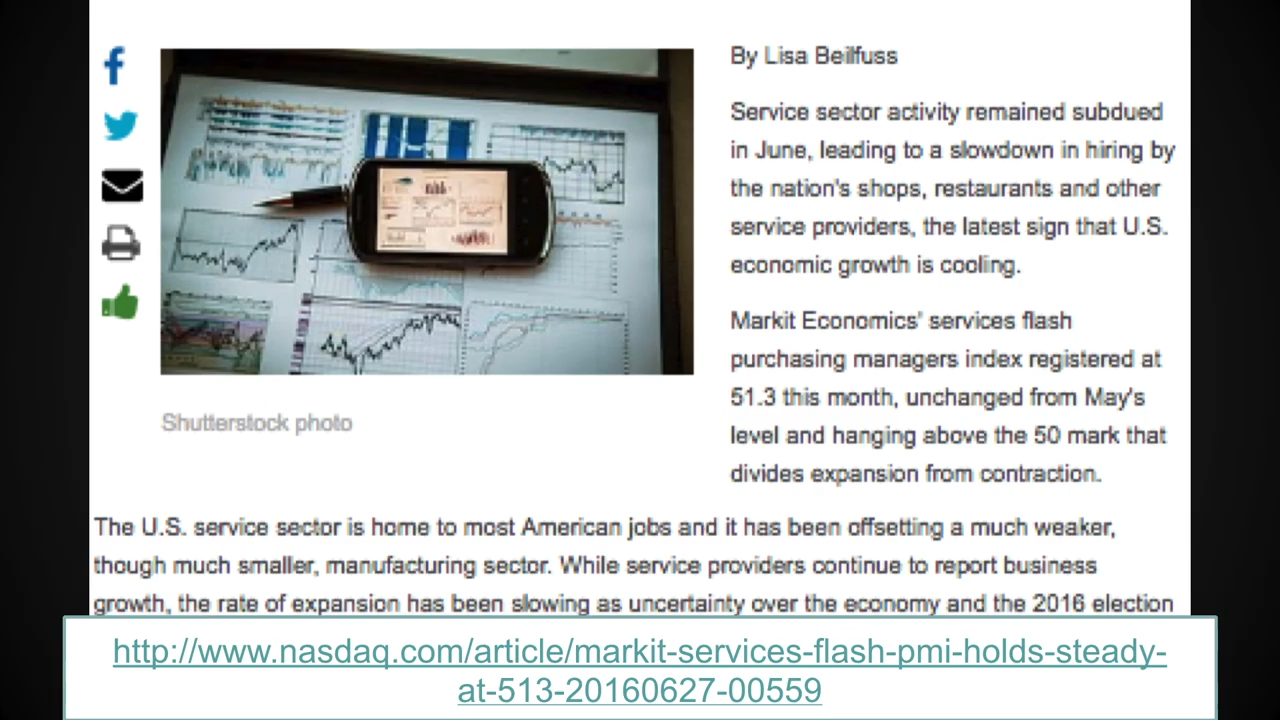 By Lisa Beilfuss
Service sector activity remained subdued
in June, leading to a slowdown in hiring by
the nation's shops, restaurants and other
service providers, the latest sign that U.S.
economic growth is cooling.
Markit Economics' services flash
purchasing managers index registered at
51.3 this month, unchanged from May's
level and hanging above the 50 mark that
divides expansion from contraction.
Shutterstock photo
The U.S. service sector is home to most American jobs and it has been offsetting a much weaker,
though much smaller, manufacturing sector. While service providers continue to report business
growth, the rate of expansion has been slowing as uncertainty over the economy and the 2016 election
http://www.nasdaq.com/article/markit-services-flash-pmi-holds-steady-
at-513-20160627-00559